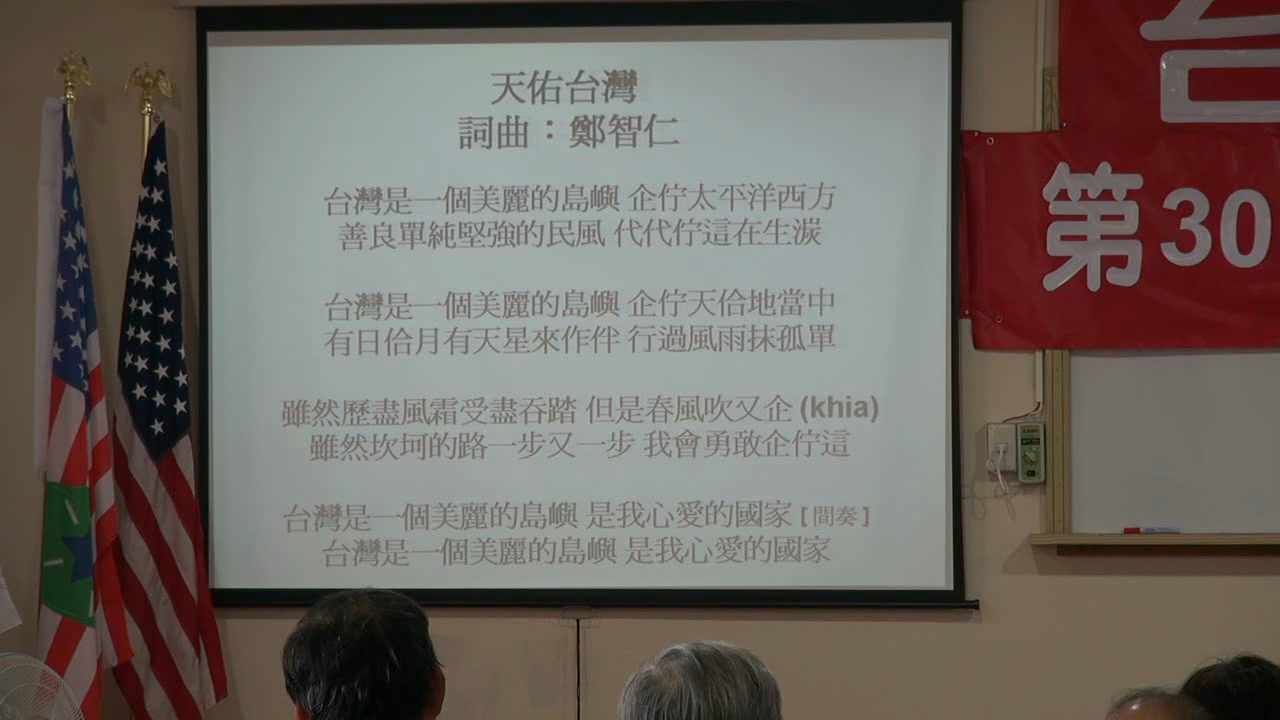 天佑台灣
詞曲：鄭智仁
台灣是一個美麗的島嶼 企佇太平洋西方
善良單純堅強的民風 代代佇這在生湠
台灣是一個美麗的島嶼 企佇天佮地當中
有日佮月有天星來作伴 行過風雨抹孤單
雖然歷盡風霜受盡吞踏 但是春風吹又企 (khia)
雖然坎坷的路一步又一步 我會勇敢企佇這
台灣是一個美麗的島嶼 是我心愛的國家 [ 間奏 ]
台灣是一個美麗的島嶼 是我心愛的國家
第30